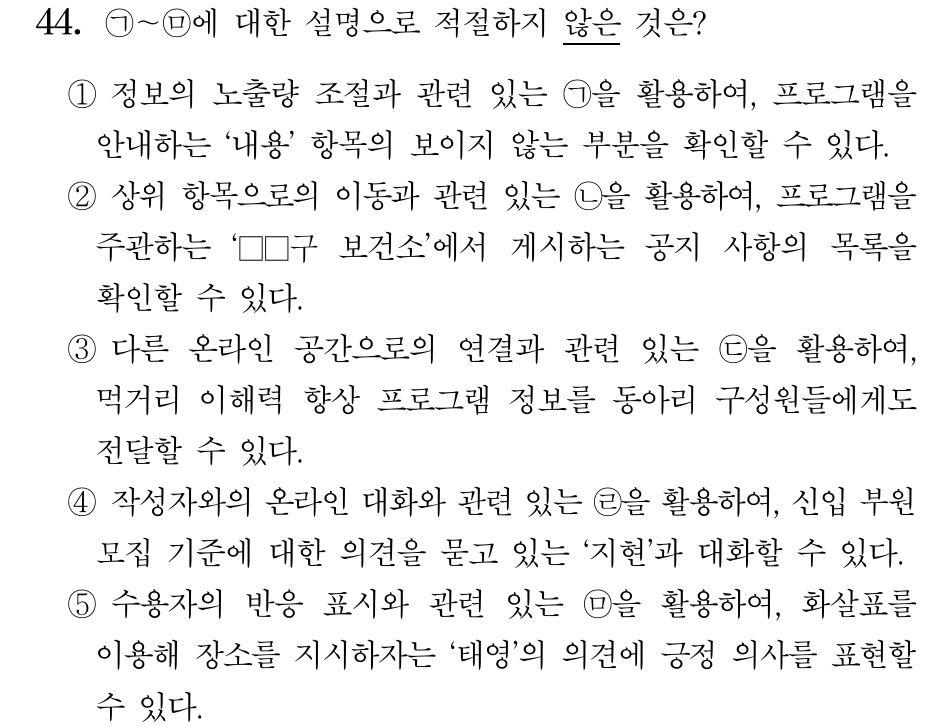 44. ㉠～㉤에 대한 설명으로 적절하지 않은 것은?
① 정보의 노출량 조절과 관련 있는 ㉠을 활용하여, 프로그램을
안내하는 ‘내용’ 항목의 보이지 않는 부분을 확인할 수 있다.
② 상위 항목으로의 이동과 관련 있는 ㉡을 활용하여, 프로그램을
주관하는 ‘□□구 보건소’에서 게시하는 공지 사항의 목록을
확인할 수 있다.
③ 다른 온라인 공간으로의 연결과 관련 있는 ㉢을 활용하여,
먹거리 이해력 향상 프로그램 정보를 동아리 구성원들에게도
전달할 수 있다.
④ 작성자와의 온라인 대화와 관련 있는 ㉣을 활용하여, 신입 부원
모집 기준에 대한 의견을 묻고 있는 ‘지현’과 대화할 수 있다.
⑤ 수용자의 반응 표시와 관련 있는 ㉤을 활용하여, 화살표를
이용해 장소를 지시하자는 ‘태영’의 의견에 긍정 의사를 표현할
수 있다.